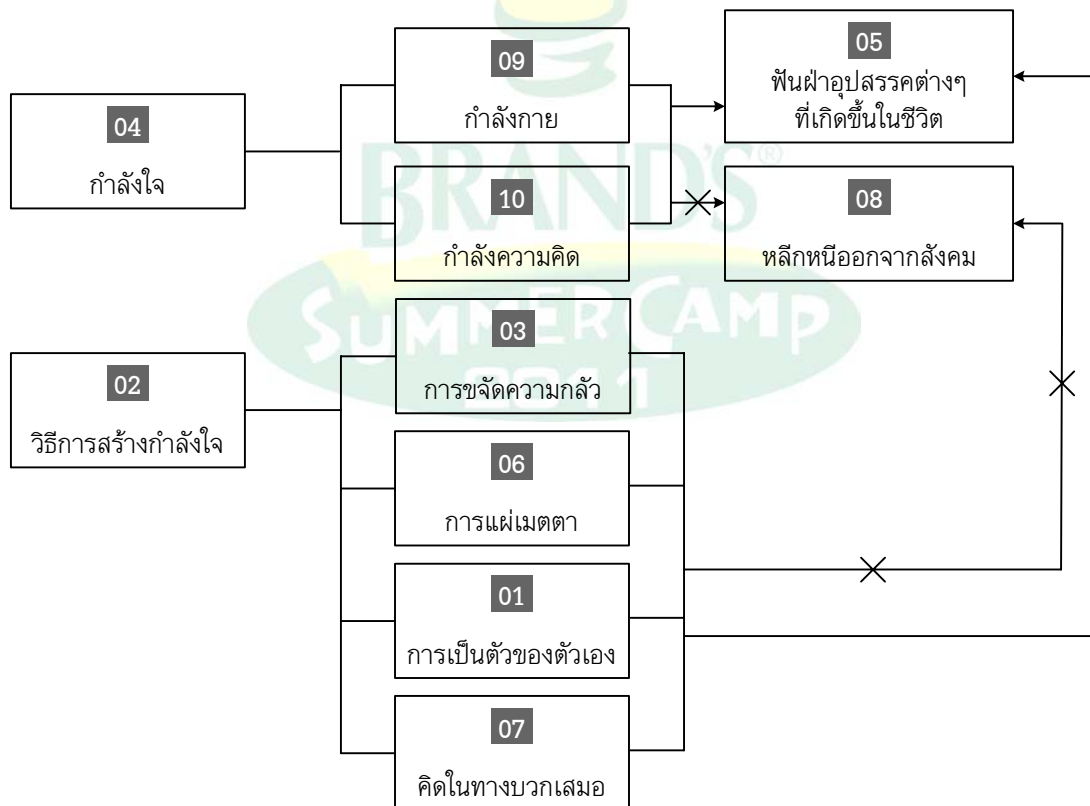 09
กำลังกาย
05
ฟันฝ่าอุปสรรคต่างๆ
ที่เกิดขึ้นในชีวิต
04
กำลังใจ
10
กำลังความคิด
08
หลีกหนีออกจากสังคม
BRAND'S®
SUMMER CAMP
2011
03
การขจัดความกลัว
02
วิธีการสร้างกำลังใจ
06
การแผ่เมตตา
01
การเป็นตัวของตัวเอง
07
คิดในทางบวกเสมอ